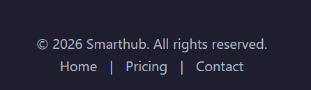 © 2026 Smarthub. All rights reserved.
Home | Pricing | Contact